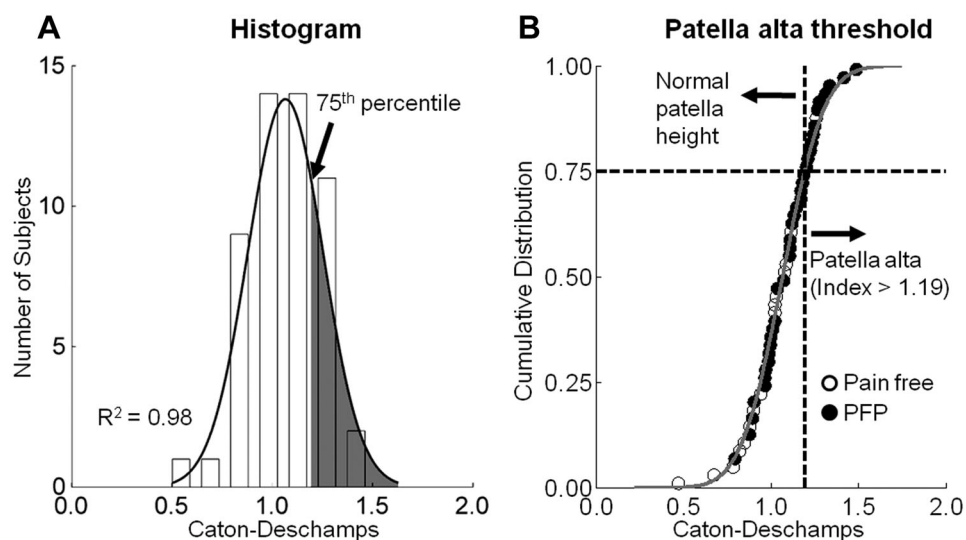 A
Histogram
15
10
5
0
Number of Subjects
75th percentile
R2 = 0.98
0.0 0.5 1.0 1.5 2.0
Caton-Deschamps
B
Patella alta threshold
1.00
0.75
0.50
0.25
0.00
Cumulative Distribution
Normal
patella
height
Patella alta
(Index > 1.19)
Pain free
PFP
0.0 0.5 1.0 1.5 2.0
Caton-Deschamps